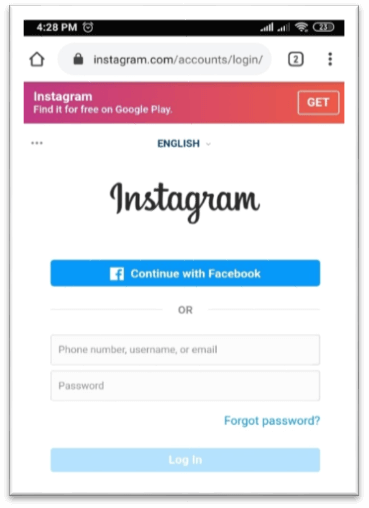 4:28 PM
23
instagram.com/accounts/login/
2
Instagram
Find it for free on Google Play.
GET
ENGLISH
Instagram
Continue with Facebook
OR
Phone number, username, or email
Password
Forgot password?
Log In